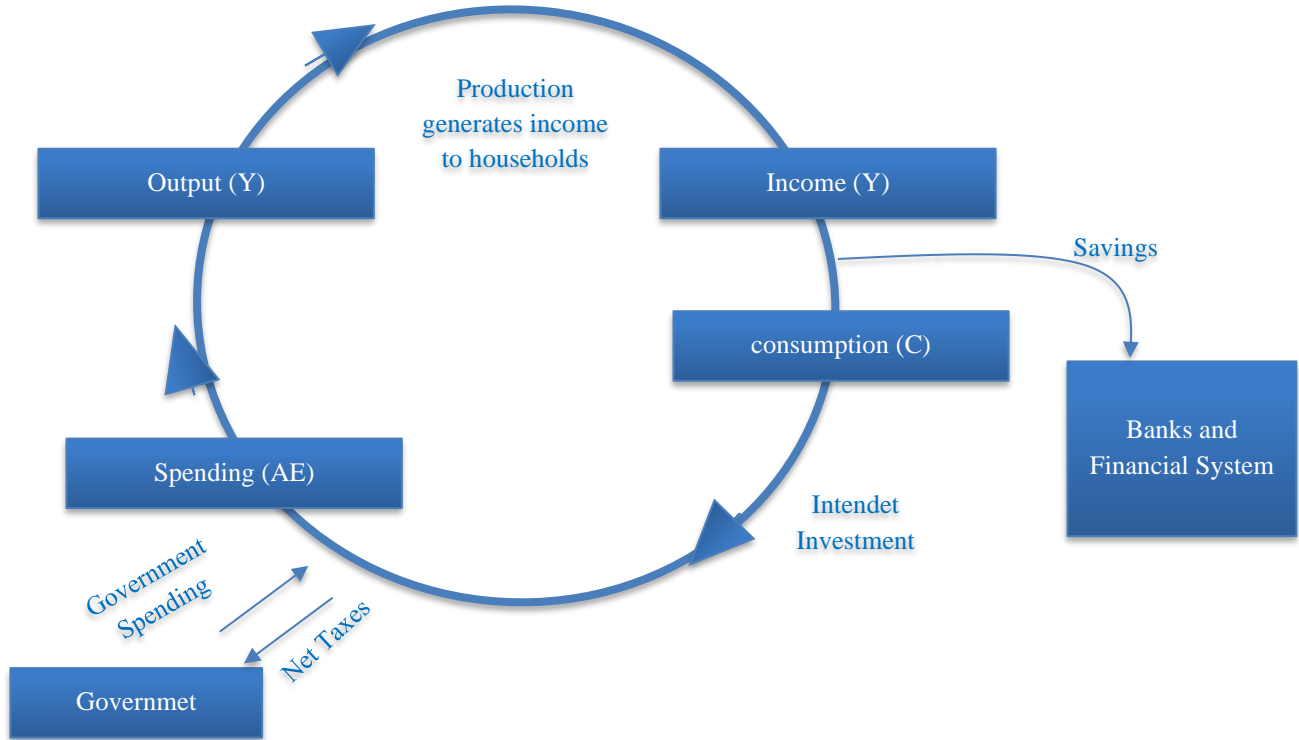 Production
generates income
to households
Output (Y)
Income (Y)
Savings
consumption (C)
Banks and
Financial System
Spending (AE)
Intendet
Investment
Government
Spending
Net Taxes
Governmet